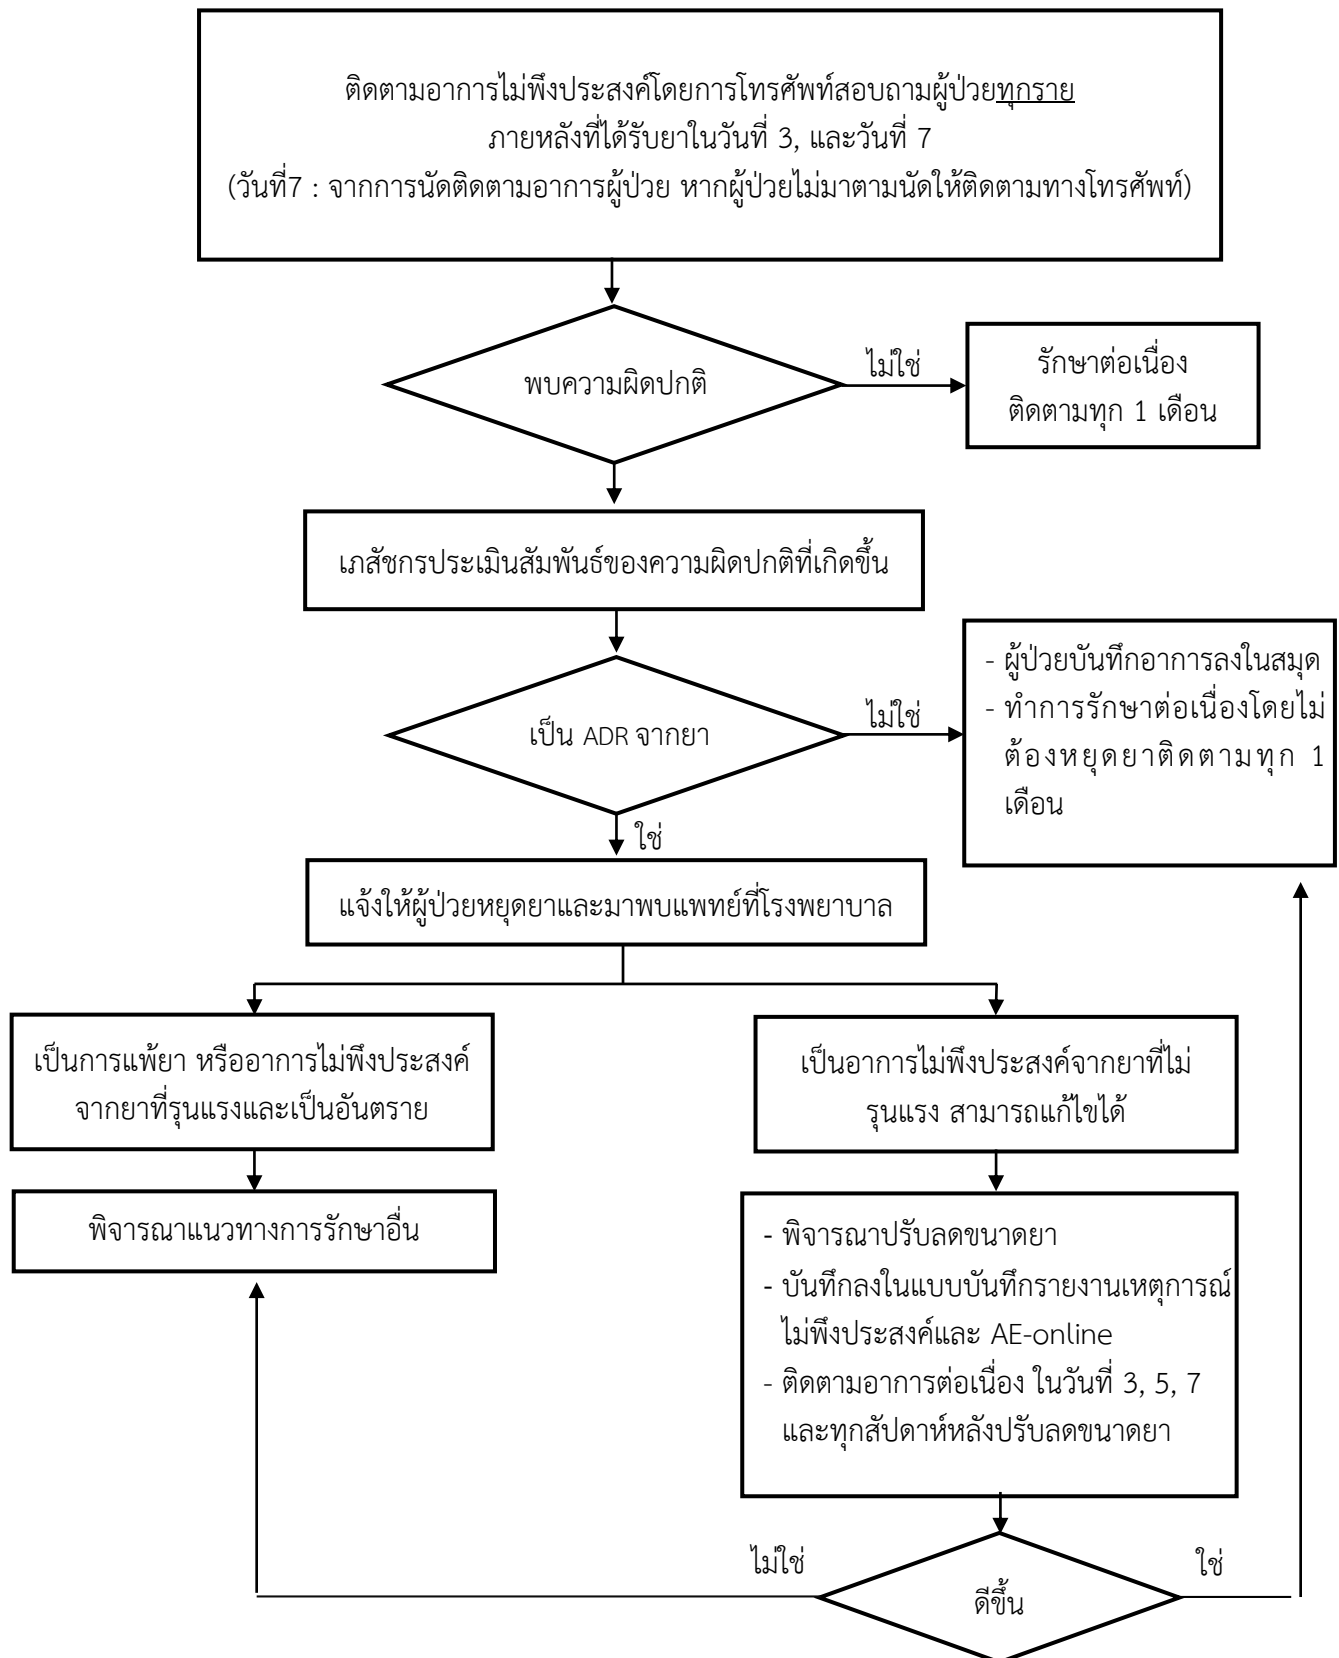 ติดตามอาการไม่พึงประสงค์โดยการโทรศัพท์สอบถามผู้ป่วยทุกราย
ภายหลังที่ได้รับยาในวันที่ 3, และวันที่ 7
(วันที่7 : จากการนัดติดตามอาการผู้ป่วย หากผู้ป่วยไม่มาตามนัดให้ติดตามทางโทรศัพท์)
พบความผิดปกติ
ไม่ใช่
รักษาต่อเนื่อง
ติดตามทุก 1 เดือน
เภสัชกรประเมินสัมพันธ์ของความผิดปกติที่เกิดขึ้น
เป็น ADR จากยา
ไม่ใช่
- ผู้ป่วยบันทึกอาการลงในสมุด
- ทำการรักษาต่อเนื่องโดยไม่
ต้องหยุดยาติดตามทุก 1
เดือน
ใช่
แจ้งให้ผู้ป่วยหยุดยาและมาพบแพทย์ที่โรงพยาบาล
เป็นการแพ้ยา หรืออาการไม่พึงประสงค์
จากยาที่รุนแรงและเป็นอันตราย
เป็นอาการไม่พึงประสงค์จากยาที่ไม่
รุนแรง สามารถแก้ไขได้
พิจารณาแนวทางการรักษาอื่น
- พิจารณาปรับลดขนาดยา
- บันทึกลงในแบบบันทึกรายงานเหตุการณ์
ไม่พึงประสงค์และ AE-online
- ติดตามอาการต่อเนื่อง ในวันที่ 3, 5, 7
และทุกสัปดาห์หลังปรับลดขนาดยา
ไม่ใช่
ใช่
ดีขึ้น